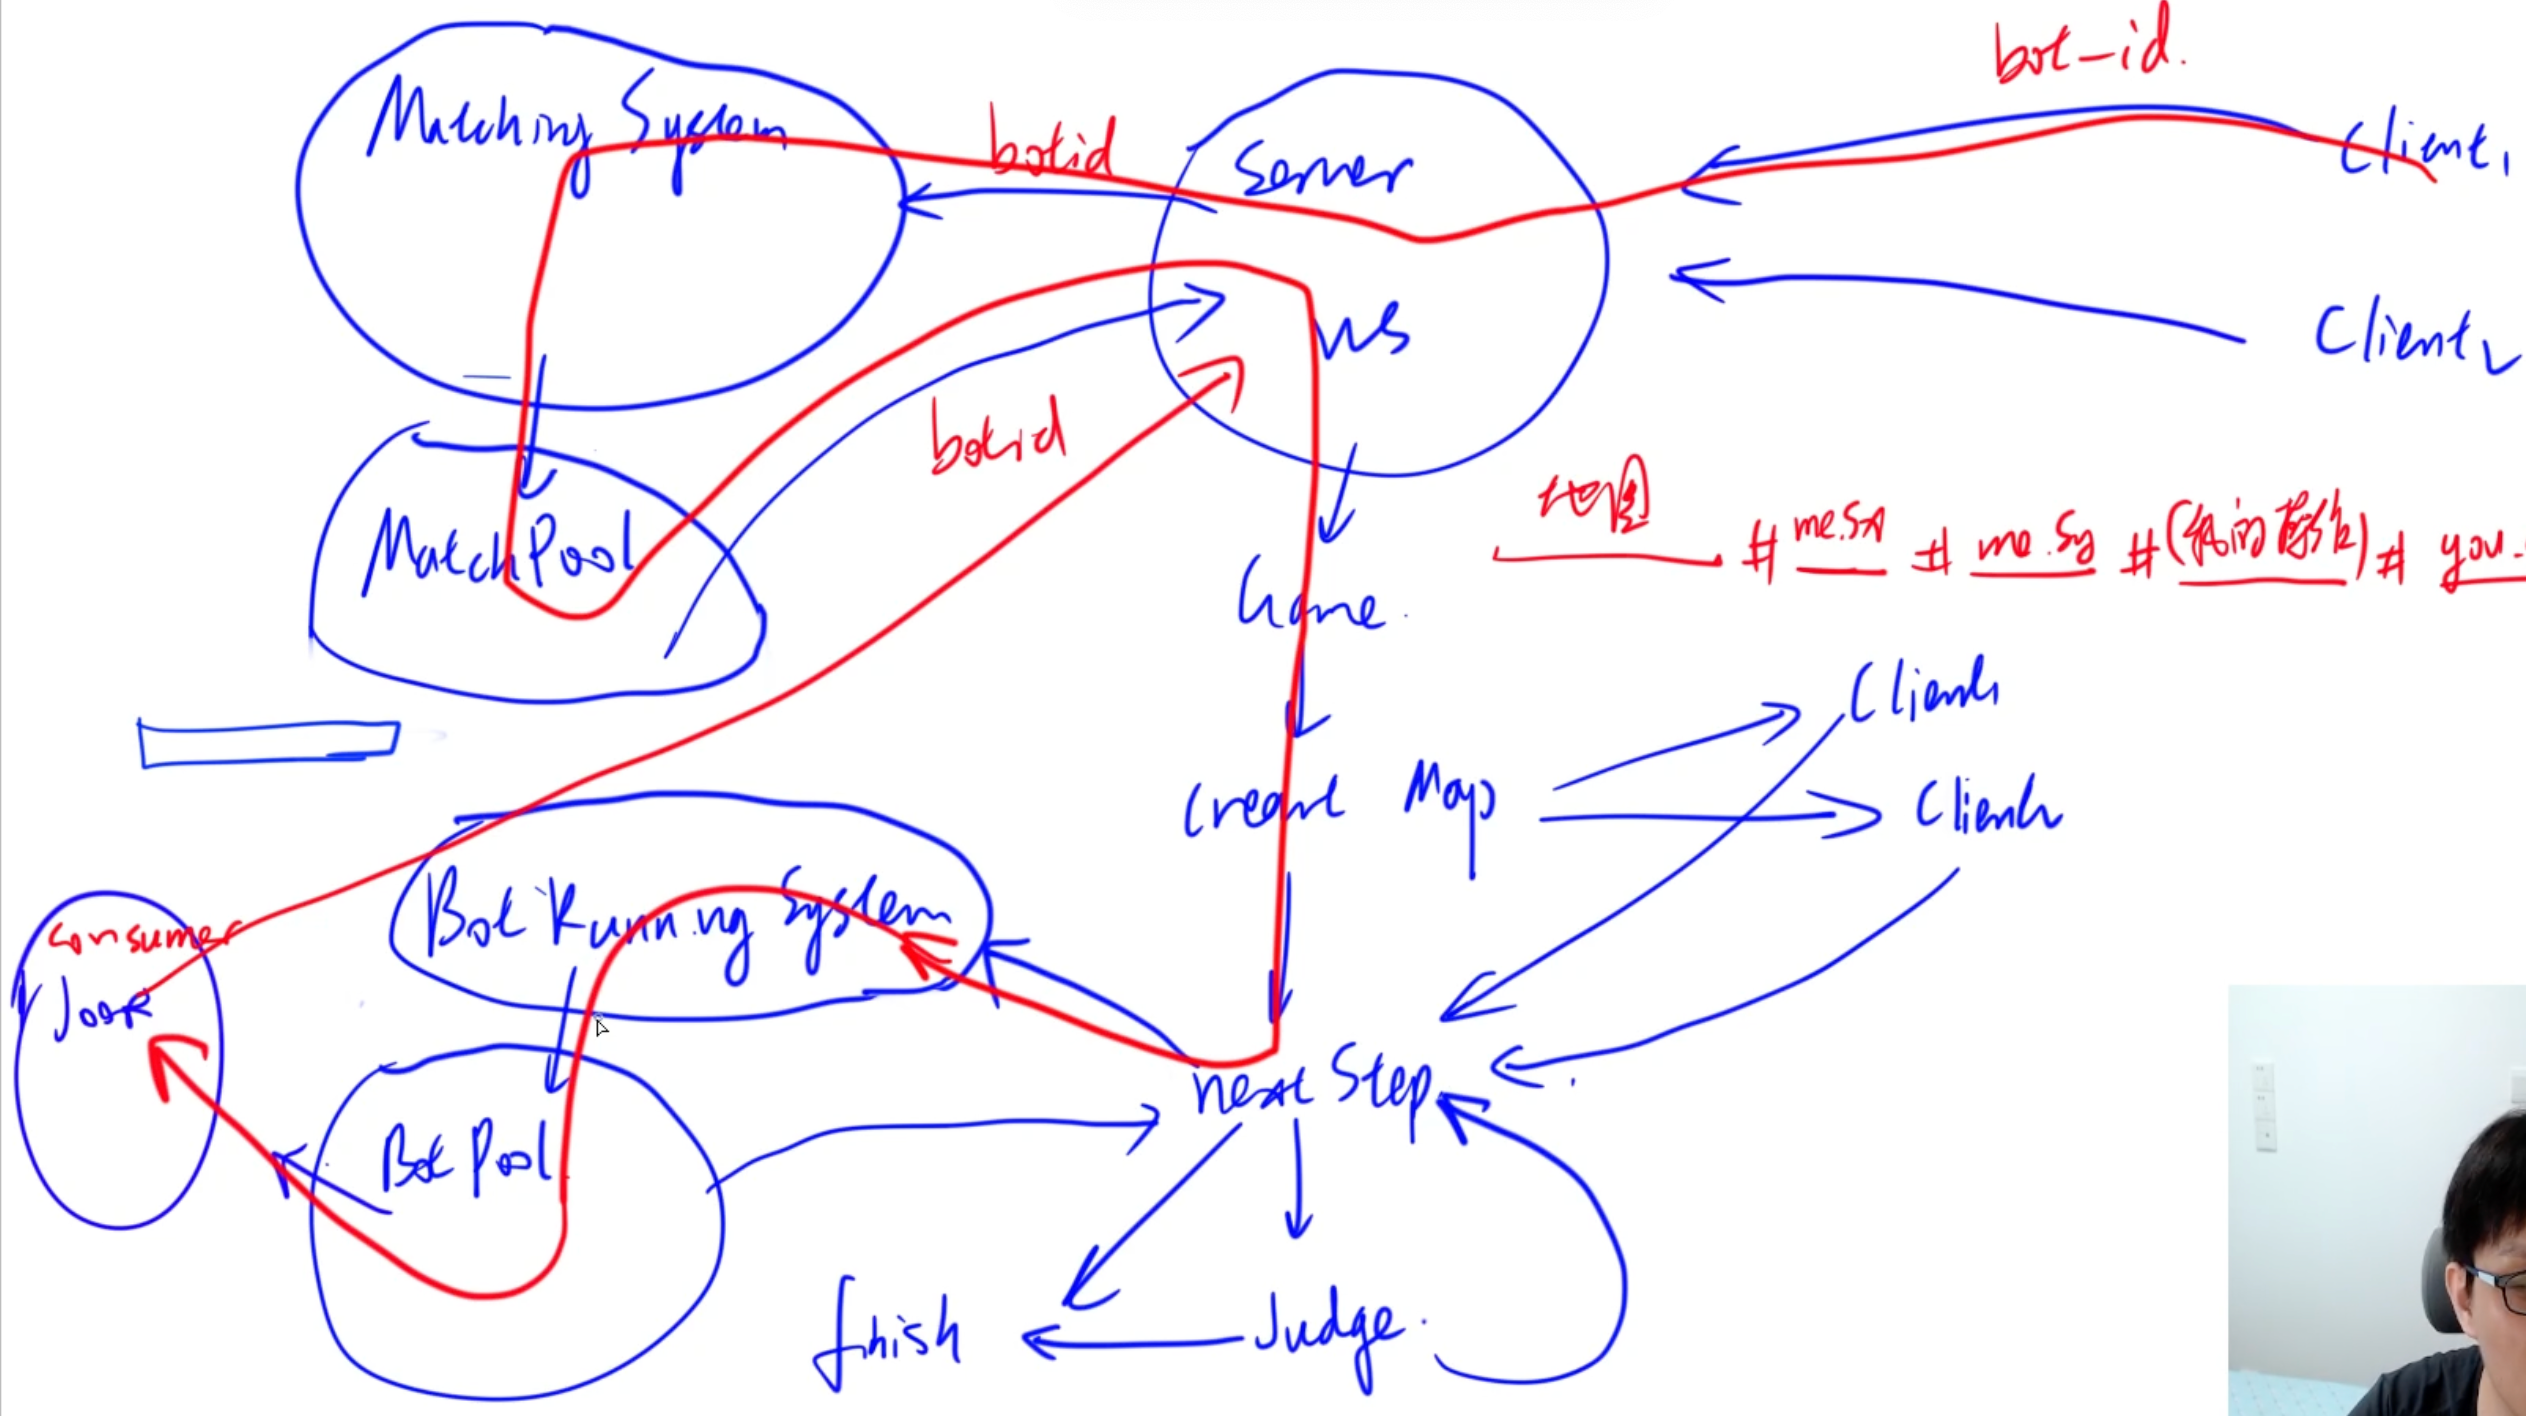 bot-id.
Matching System
botid
Server
Client1
WS
Client2
botid
地图 # me.sx # me.sy # (我的操作) # you.
MatchPool
Game.
Client1
Create Map
Client2
Bot Running System
consumer
Joor
next Step
Bot Pool
finish
Judge.